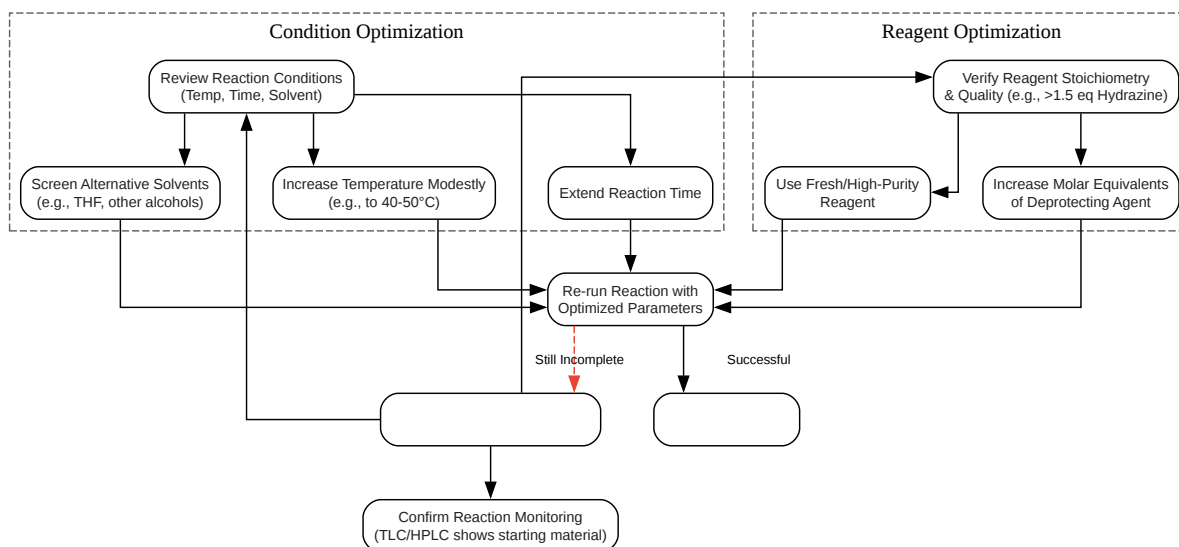 Condition Optimization
Reagent Optimization
Review Reaction Conditions
(Temp, Time, Solvent)
Verify Reagent Stoichiometry
& Quality (e.g., >1.5 eq Hydrazine)
Screen Alternative Solvents
(e.g., THF, other alcohols)
Increase Temperature Modestly
(e.g., to 40-50°C)
Extend Reaction Time
Use Fresh/High-Purity
Reagent
Increase Molar Equivalents
of Deprotecting Agent
Re-run Reaction with
Optimized Parameters
Still Incomplete
Successful
Confirm Reaction Monitoring
(TLC/HPLC shows starting material)